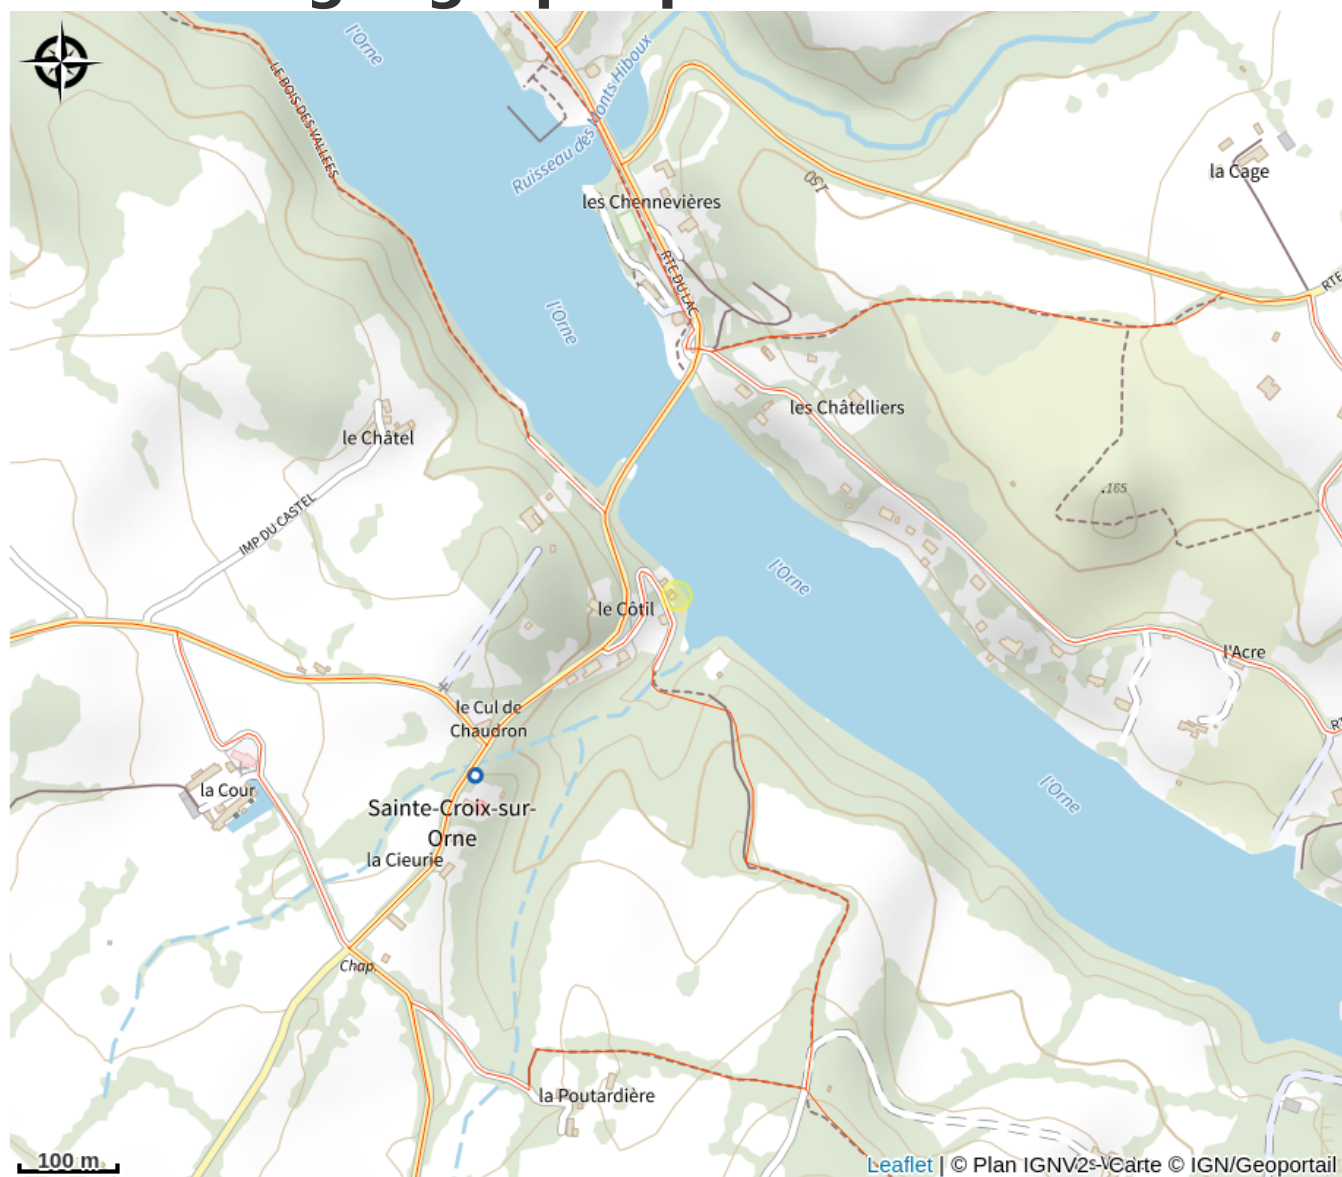 l'Orne
LE BOIS DES VALLEES
Ruisseau des Monts Hiboux
la Cage
150
les Chennevières
RTE DU LAC
RTE
l'Orne
le Châtel
les Châtelliers
IMP DU CASTEL
.165
l'Orne
le Côtil
l'Acre
le Cul de
Chaudron
la Cour
l'Orne
Sainte-Croix-sur-
Orne
la Cieurie
Chap.
la Poutardière
100 m
Leaflet | © Plan IGNV2 - Carte © IGN/Geoportail